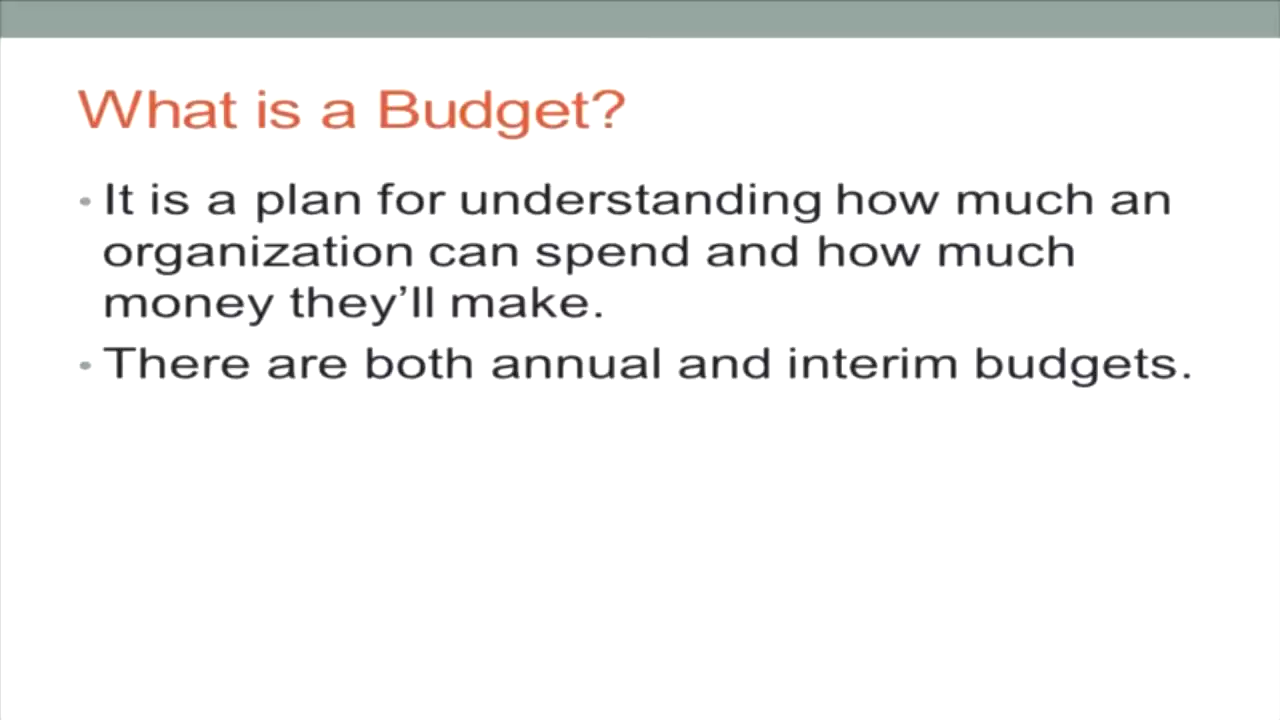 What is a Budget?
• It is a plan for understanding how much an
organization can spend and how much
money they’ll make.
• There are both annual and interim budgets.